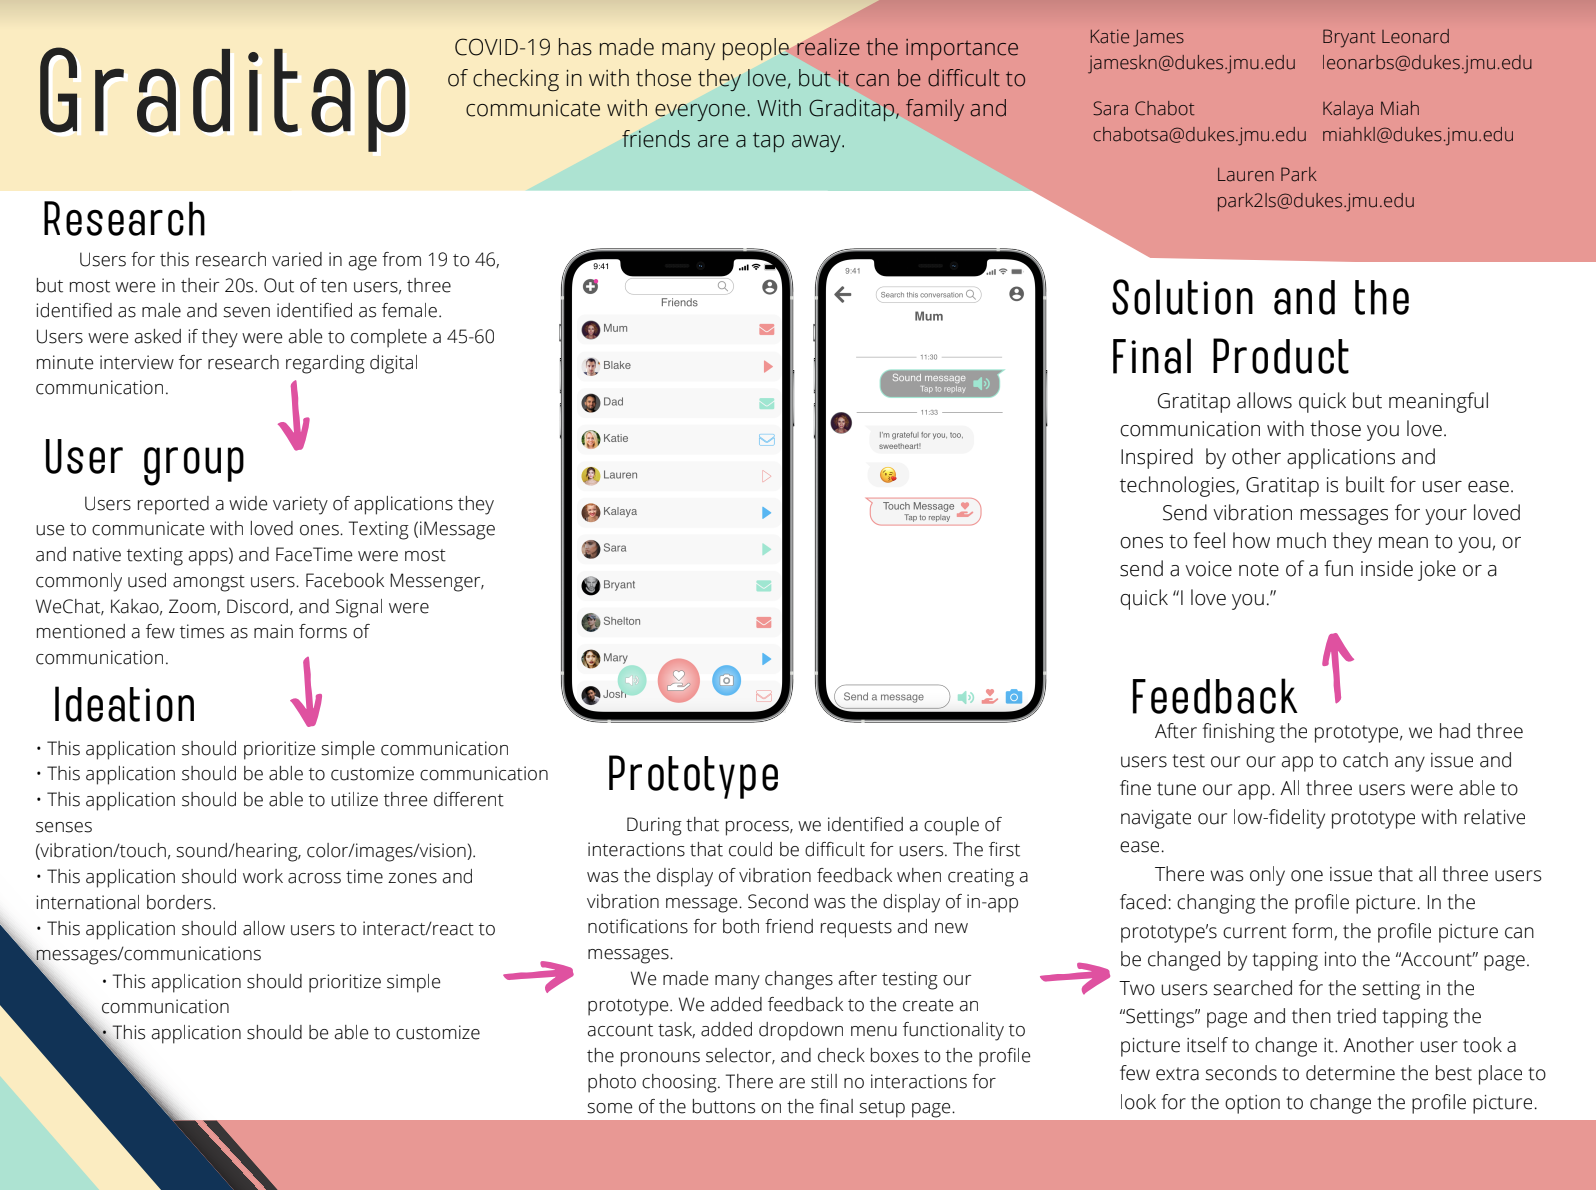 Graditap
COVID-19 has made many people realize the importance
of checking in with those they love, but it can be difficult to
communicate with everyone. With Graditap, family and
friends are a tap away.
Katie James
jameskn@dukes.jmu.edu
Bryant Leonard
leonarbs@dukes.jmu.edu
Sara Chabot
chabotsa@dukes.jmu.edu
Kalaya Miah
miahkl@dukes.jmu.edu
Lauren Park
park2ls@dukes.jmu.edu
Research
Users for this research varied in age from 19 to 46,
but most were in their 20s. Out of ten users, three
identified as male and seven identified as female.
Users were asked if they were able to complete a 45-60
minute interview for research regarding digital
communication.
User group
Users reported a wide variety of applications they
use to communicate with loved ones. Texting (iMessage
and native texting apps) and FaceTime were most
commonly used amongst users. Facebook Messenger,
WeChat, Kakao, Zoom, Discord, and Signal were
mentioned a few times as main forms of
communication.
Ideation
• This application should prioritize simple communication
• This application should be able to customize communication
• This application should be able to utilize three different
senses
(vibration/touch, sound/hearing, color/images/vision).
• This application should work across time zones and
international borders.
• This application should allow users to interact/react to
messages/communications
• This application should prioritize simple
communication
• This application should be able to customize
9:41
Friends
Mum
Blake
Dad
Katie
Lauren
Kalaya
Sara
Bryant
Shelton
Mary
Josh
9:41
Search this conversation
Mum
11:30
Sound message
Tap to replay
11:33
I'm grateful for you, too,
sweetheart!
Touch Message
Tap to replay
Send a message
Prototype
During that process, we identified a couple of
interactions that could be difficult for users. The first
was the display of vibration feedback when creating a
vibration message. Second was the display of in-app
notifications for both friend requests and new
messages.
We made many changes after testing our
prototype. We added feedback to the create an
account task, added dropdown menu functionality to
the pronouns selector, and check boxes to the profile
photo choosing. There are still no interactions for
some of the buttons on the final setup page.
Solution and the
Final Product
Gratitap allows quick but meaningful
communication with those you love.
Inspired by other applications and
technologies, Gratitap is built for user ease.
Send vibration messages for your loved
ones to feel how much they mean to you, or
send a voice note of a fun inside joke or a
quick “I love you.”
Feedback
After finishing the prototype, we had three
users test our our app to catch any issue and
fine tune our app. All three users were able to
navigate our low-fidelity prototype with relative
ease.
There was only one issue that all three users
faced: changing the profile picture. In the
prototype’s current form, the profile picture can
be changed by tapping into the “Account” page.
Two users searched for the setting in the
“Settings” page and then tried tapping the
picture itself to change it. Another user took a
few extra seconds to determine the best place to
look for the option to change the profile picture.